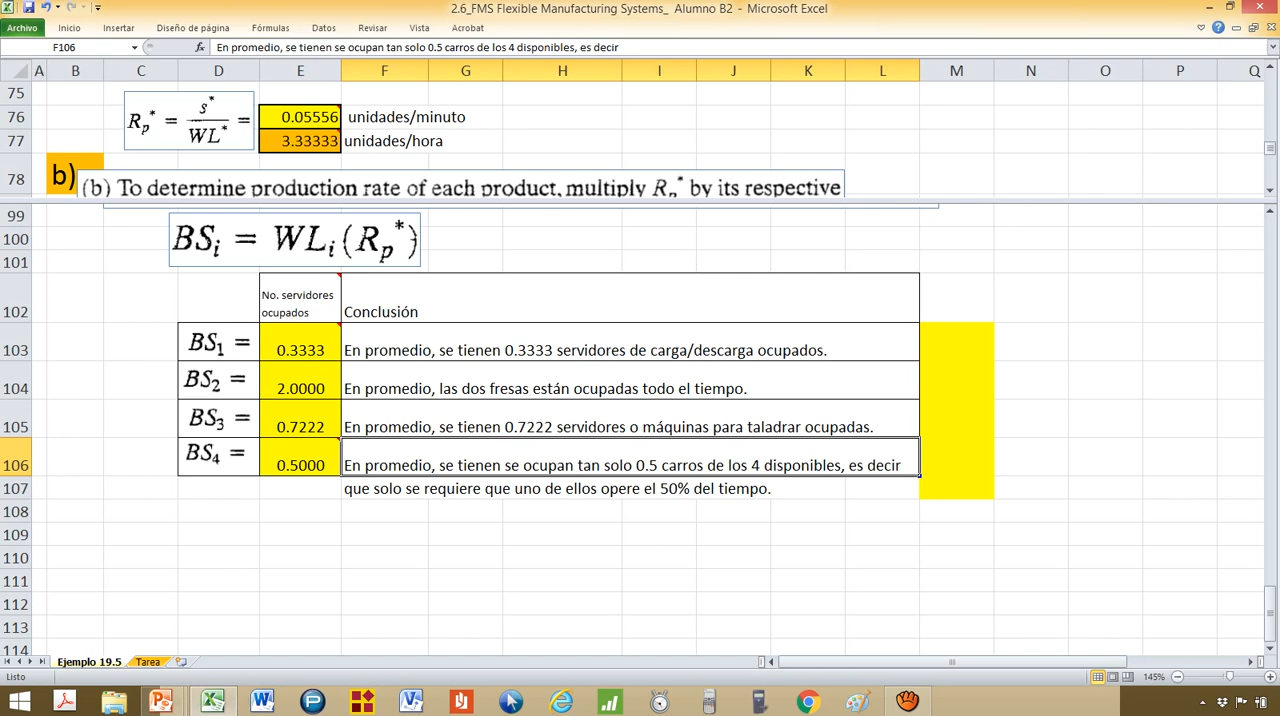 2.6_FMS Flexible Manufacturing Systems_ Alumno B2 - Microsoft Excel
Archivo Inicio Insertar Diseño de página Fórmulas Datos Revisar Vista Acrobat
F106 fx En promedio, se tienen se ocupan tan solo 0.5 carros de los 4 disponibles, es decir
A B C D E F G H I J K L M N O P Q
75
76 Rp* = s* / WL* = 0.05556 unidades/minuto
77 3.33333 unidades/hora
78 b) (b) To determine production rate of each product, multiply Rp* by its respective
99
100 BSi = WLi(Rp*)
101
No. servidores
102 ocupados Conclusión
103 BS1 = 0.3333 En promedio, se tienen 0.3333 servidores de carga/descarga ocupados.
104 BS2 = 2.0000 En promedio, las dos fresas están ocupadas todo el tiempo.
105 BS3 = 0.7222 En promedio, se tienen 0.7222 servidores o máquinas para taladrar ocupadas.
106 BS4 = 0.5000 En promedio, se tienen se ocupan tan solo 0.5 carros de los 4 disponibles, es decir
107 que solo se requiere que uno de ellos opere el 50% del tiempo.
108
109
110
111
112
113
114
Ejemplo 19.5 Tarea
Listo 145%